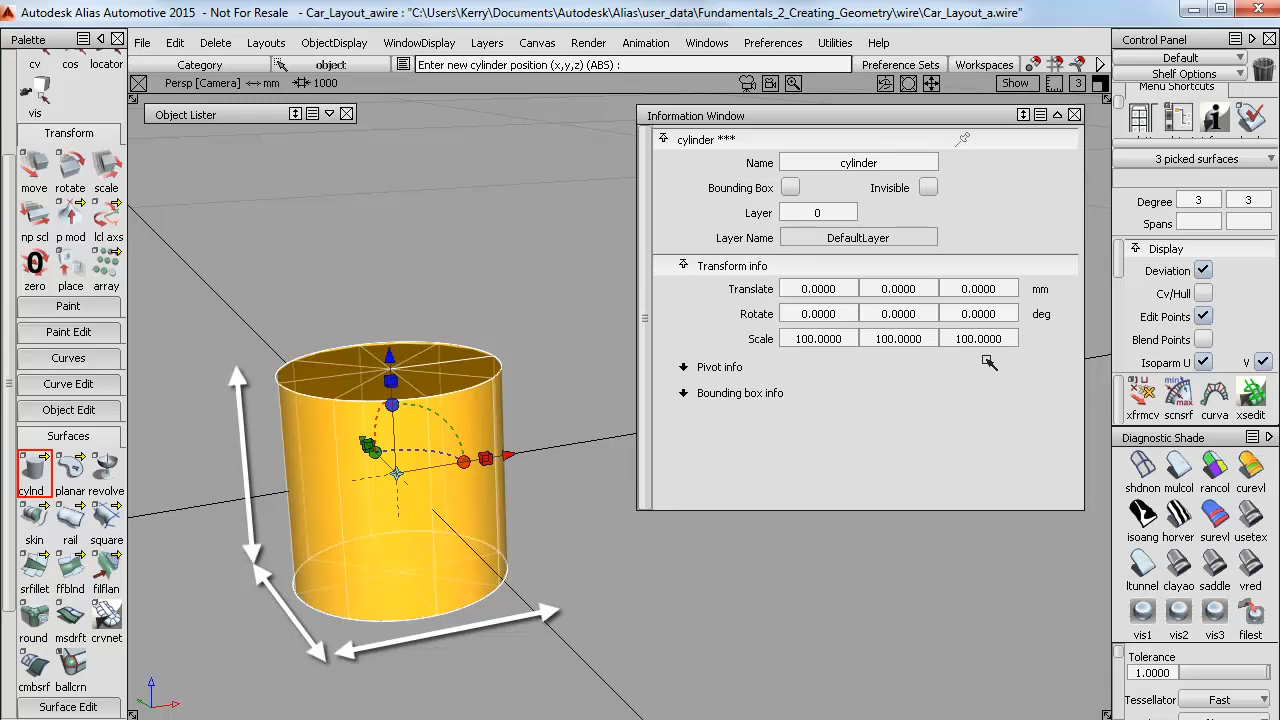 Autodesk Alias Automotive 2015 - Not For Resale - Car_Layout_awire : "C:\Users\Kerry\Documents\Autodesk\Alias\user_data\Fundamentals_2_Creating_Geometry\wire\Car_Layout_a.wire"
Palette
File Edit Delete Layouts ObjectDisplay WindowDisplay Layers Canvas Render Animation Windows Preferences Utilities Help
Category object Enter new cylinder position (x,y,z) (ABS) : Preference Sets Workspaces
Persp [Camera] mm 1000 Show 3
Object Lister
cv cos locator
vis
Transform
move rotate scale
np scl p mod lcl axs
0
zero place array
Paint
Paint Edit
Curves
Curve Edit
Object Edit
Surfaces
cylnd planar revolve
skin rail square
srfillet ffblnd filflan
round msdrft crvnet
cmbsrf ballcrn
Surface Edit
Information Window
cylinder ***
Name cylinder
Bounding Box Invisible
Layer 0
Layer Name DefaultLayer
Transform info
Translate 0.0000 0.0000 0.0000 mm
Rotate 0.0000 0.0000 0.0000 deg
Scale 100.0000 100.0000 100.0000
Pivot info
Bounding box info
Control Panel
Default
Shelf Options
Menu Shortcuts
3 picked surfaces
Degree 3 3
Spans
Display
Deviation
Cv/Hull
Edit Points
Blend Points
Isoparm U V
xfrmcv scnsrf curva xsedit
Diagnostic Shade
shdnon mulcol rancol curevl
isoang horver surevl usetex
ltunnel clayao saddle vred
vis1 vis2 vis3 filest
Tolerance
1.0000
Tessellator Fast